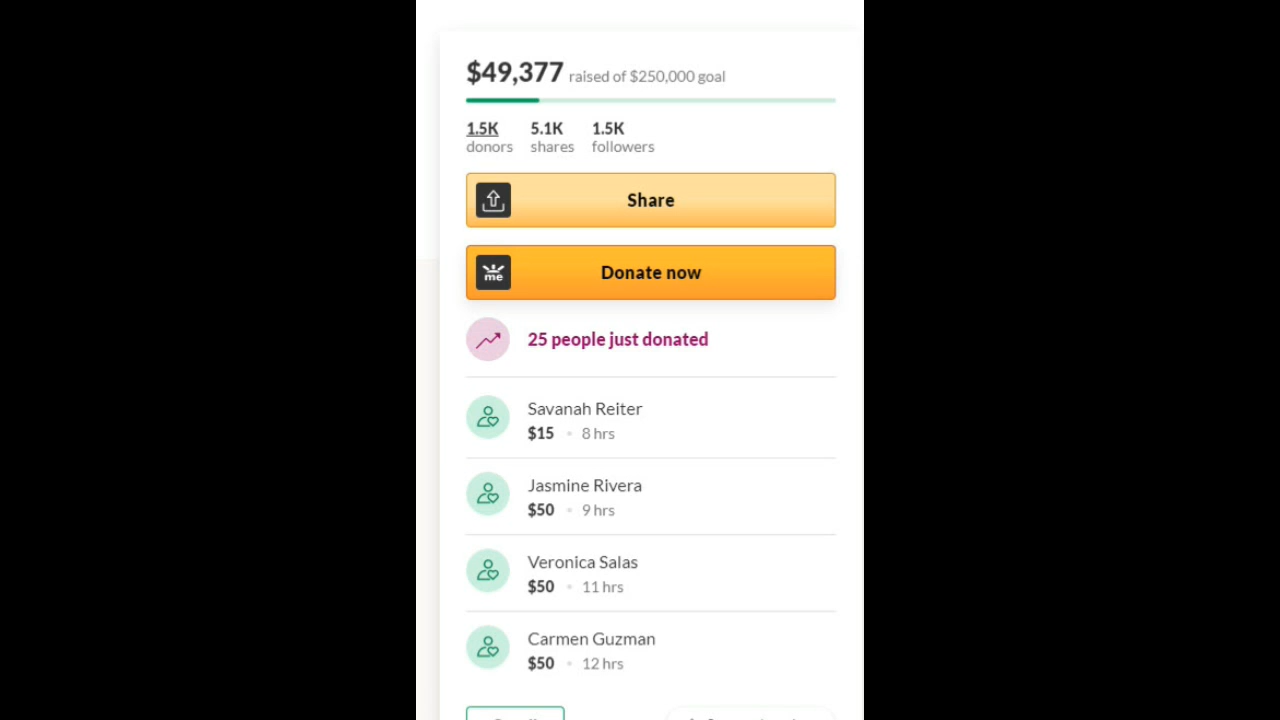 $49,377 raised of $250,000 goal
1.5K 5.1K 1.5K
donors shares followers
Share
me
Donate now
25 people just donated
Savanah Reiter
$15 • 8 hrs
Jasmine Rivera
$50 • 9 hrs
Veronica Salas
$50 • 11 hrs
Carmen Guzman
$50 • 12 hrs